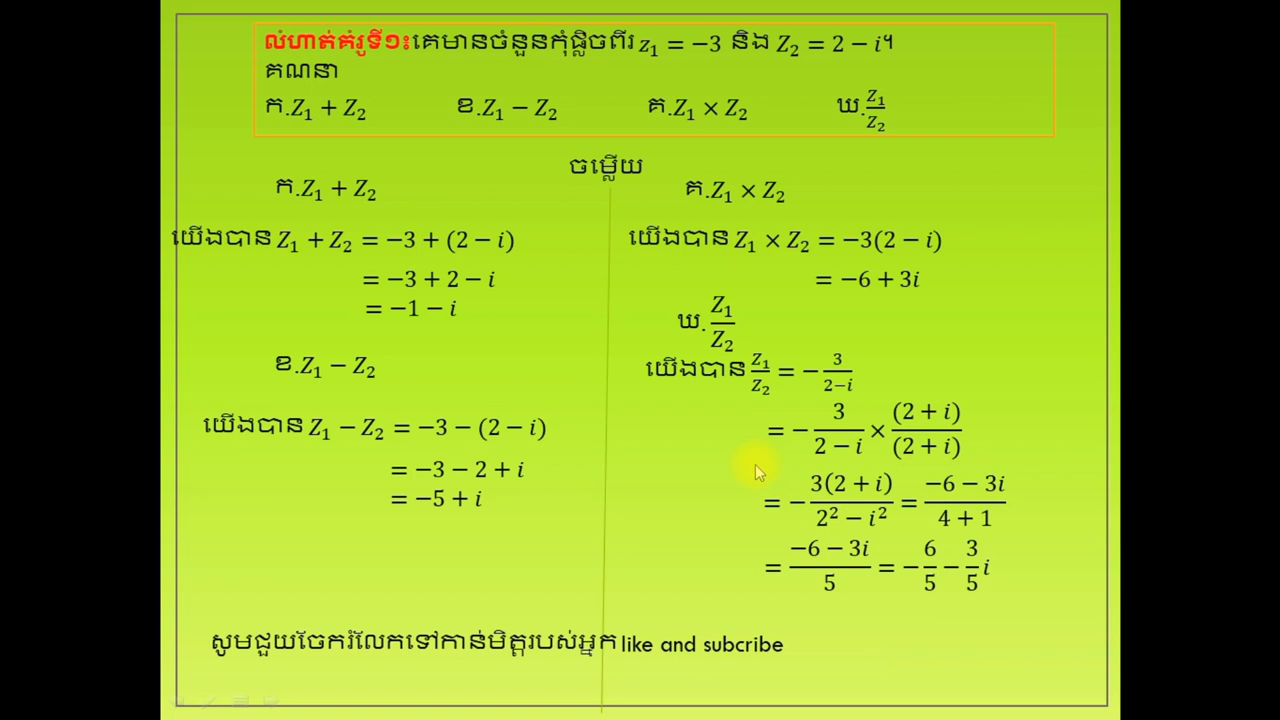 លំហាត់គំរូទី១៖គេមានចំនួនកុំផ្លិចពីរ z₁ = −3 និង Z₂ = 2 − i។
គណនា
ក.Z₁ + Z₂ ខ.Z₁ − Z₂ គ.Z₁ × Z₂ ឃ.Z₁/Z₂
ចម្លើយ
ក.Z₁ + Z₂
យើងបាន Z₁ + Z₂ = −3 + (2 − i)
= −3 + 2 − i
= −1 − i
ខ.Z₁ − Z₂
យើងបាន Z₁ − Z₂ = −3 − (2 − i)
= −3 − 2 + i
= −5 + i
គ.Z₁ × Z₂
យើងបាន Z₁ × Z₂ = −3(2 − i)
= −6 + 3i
ឃ. Z₁/Z₂
យើងបាន Z₁/Z₂ = − 3/(2−i)
= − 3/(2 − i) × (2 + i)/(2 + i)
= − 3(2 + i)/(2² − i²) = (−6 − 3i)/(4 + 1)
= (−6 − 3i)/5 = − 6/5 − 3/5 i
សូមជួយចែករំលែកទៅកាន់មិត្តរបស់អ្នក like and subcribe